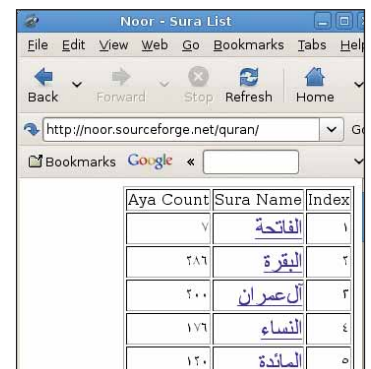 Noor - Sura List
File Edit View Web Go Bookmarks Tabs Help
Back Forward Stop Refresh Home
http://noor.sourceforge.net/quran/
Bookmarks Google «
Aya Count Sura Name Index
٧ الفاتحة ١
٢٨٦ البقرة ٢
٢٠٠ آل عمران ٣
١٧٦ النساء ٤
١٢٠ المائدة ٥